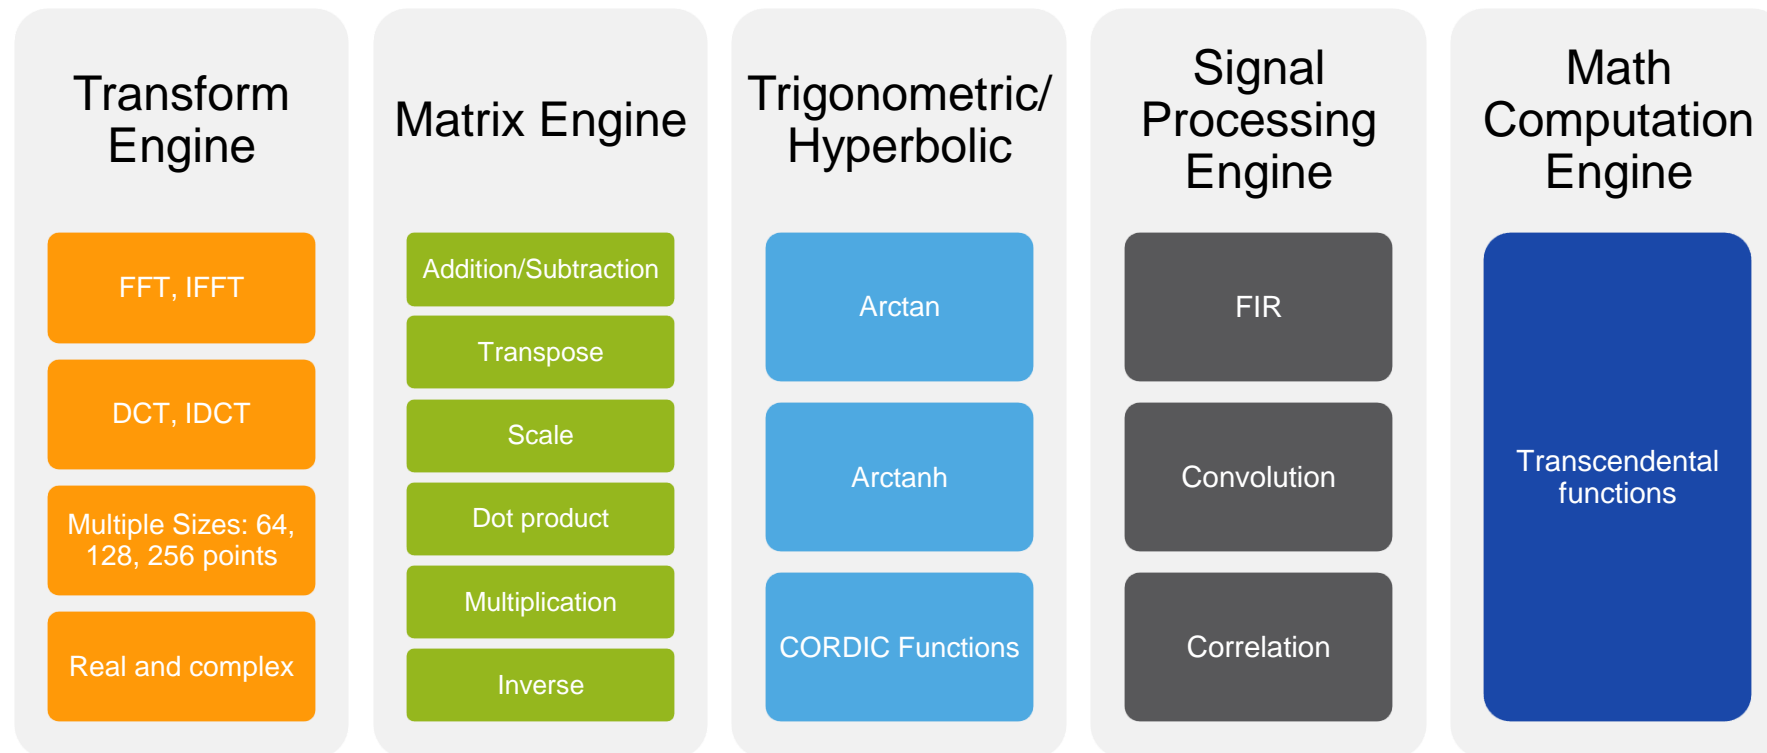 Transform
Engine
FFT, IFFT
DCT, IDCT
Multiple Sizes: 64,
128, 256 points
Real and complex
Matrix Engine
Addition/Subtraction
Transpose
Scale
Dot product
Multiplication
Inverse
Trigonometric/
Hyperbolic
Arctan
Arctanh
CORDIC Functions
Signal
Processing
Engine
FIR
Convolution
Correlation
Math
Computation
Engine
Transcendental
functions